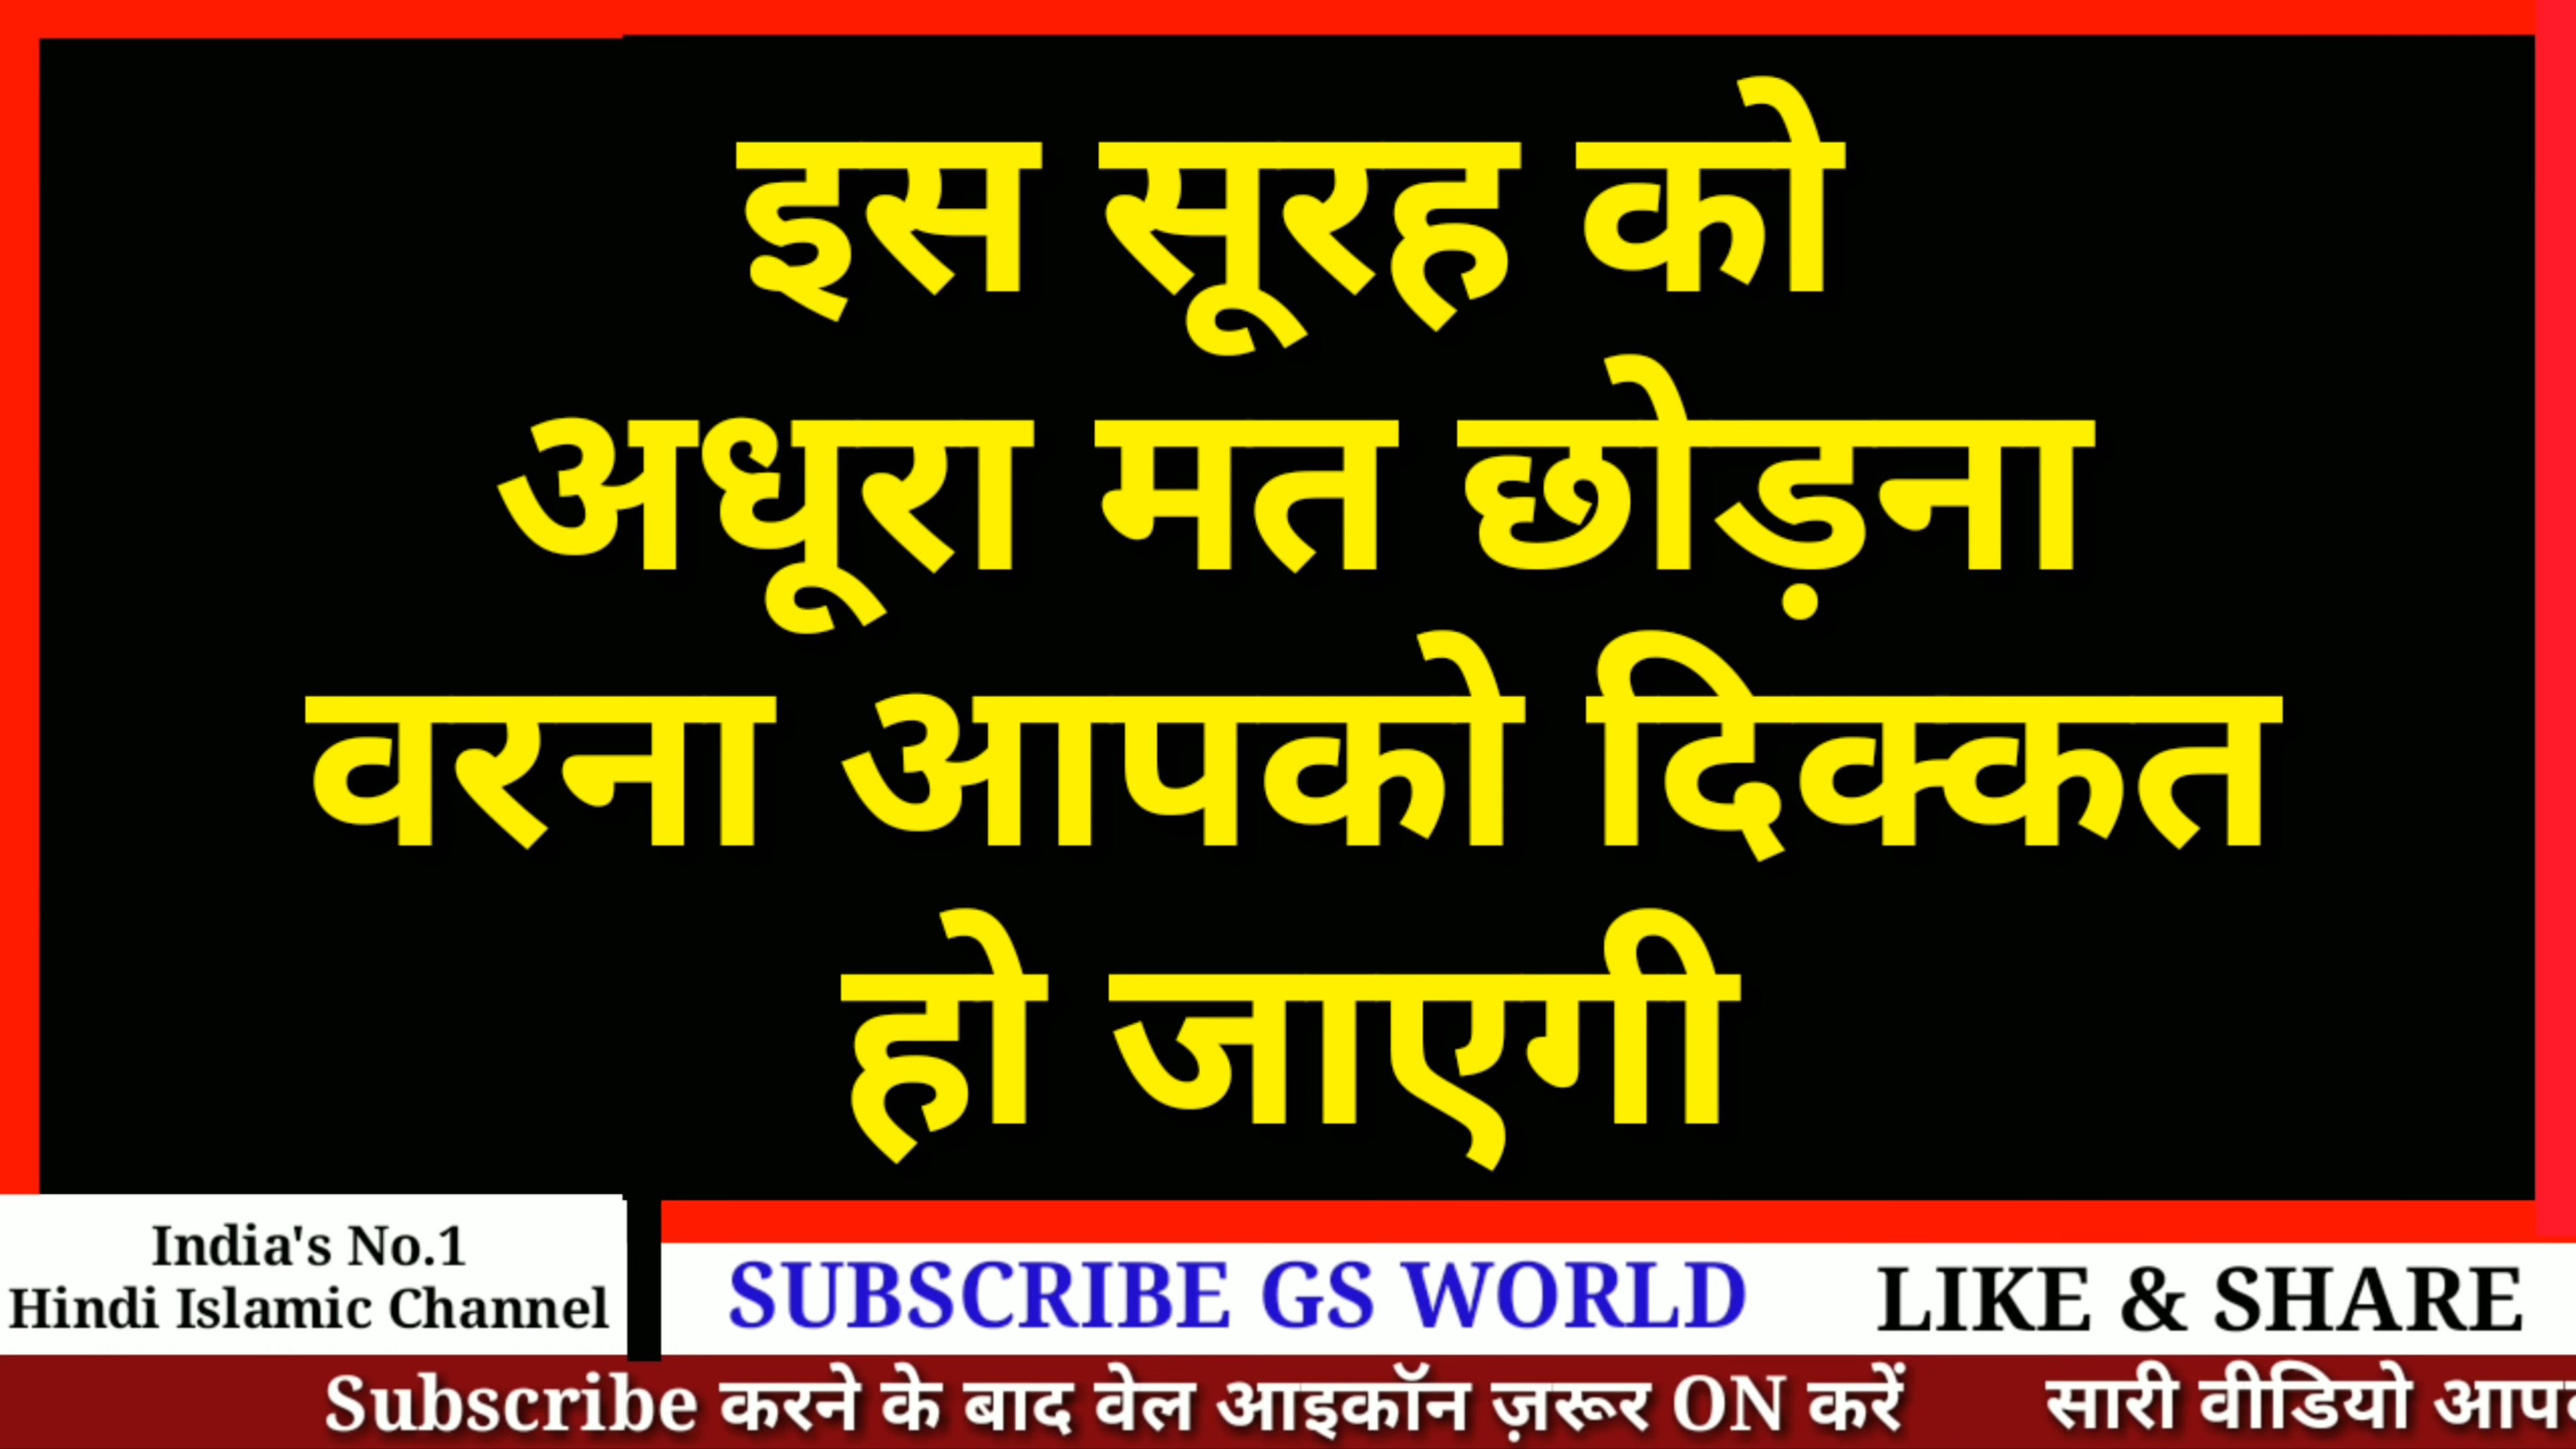 इस सूरह को
अधूरा मत छोड़ना
वरना आपको दिक्कत
हो जाएगी
India's No.1
Hindi Islamic Channel
SUBSCRIBE GS WORLD
LIKE & SHARE
Subscribe करने के बाद वेल आइकॉन ज़रूर ON करें सारी वीडियो